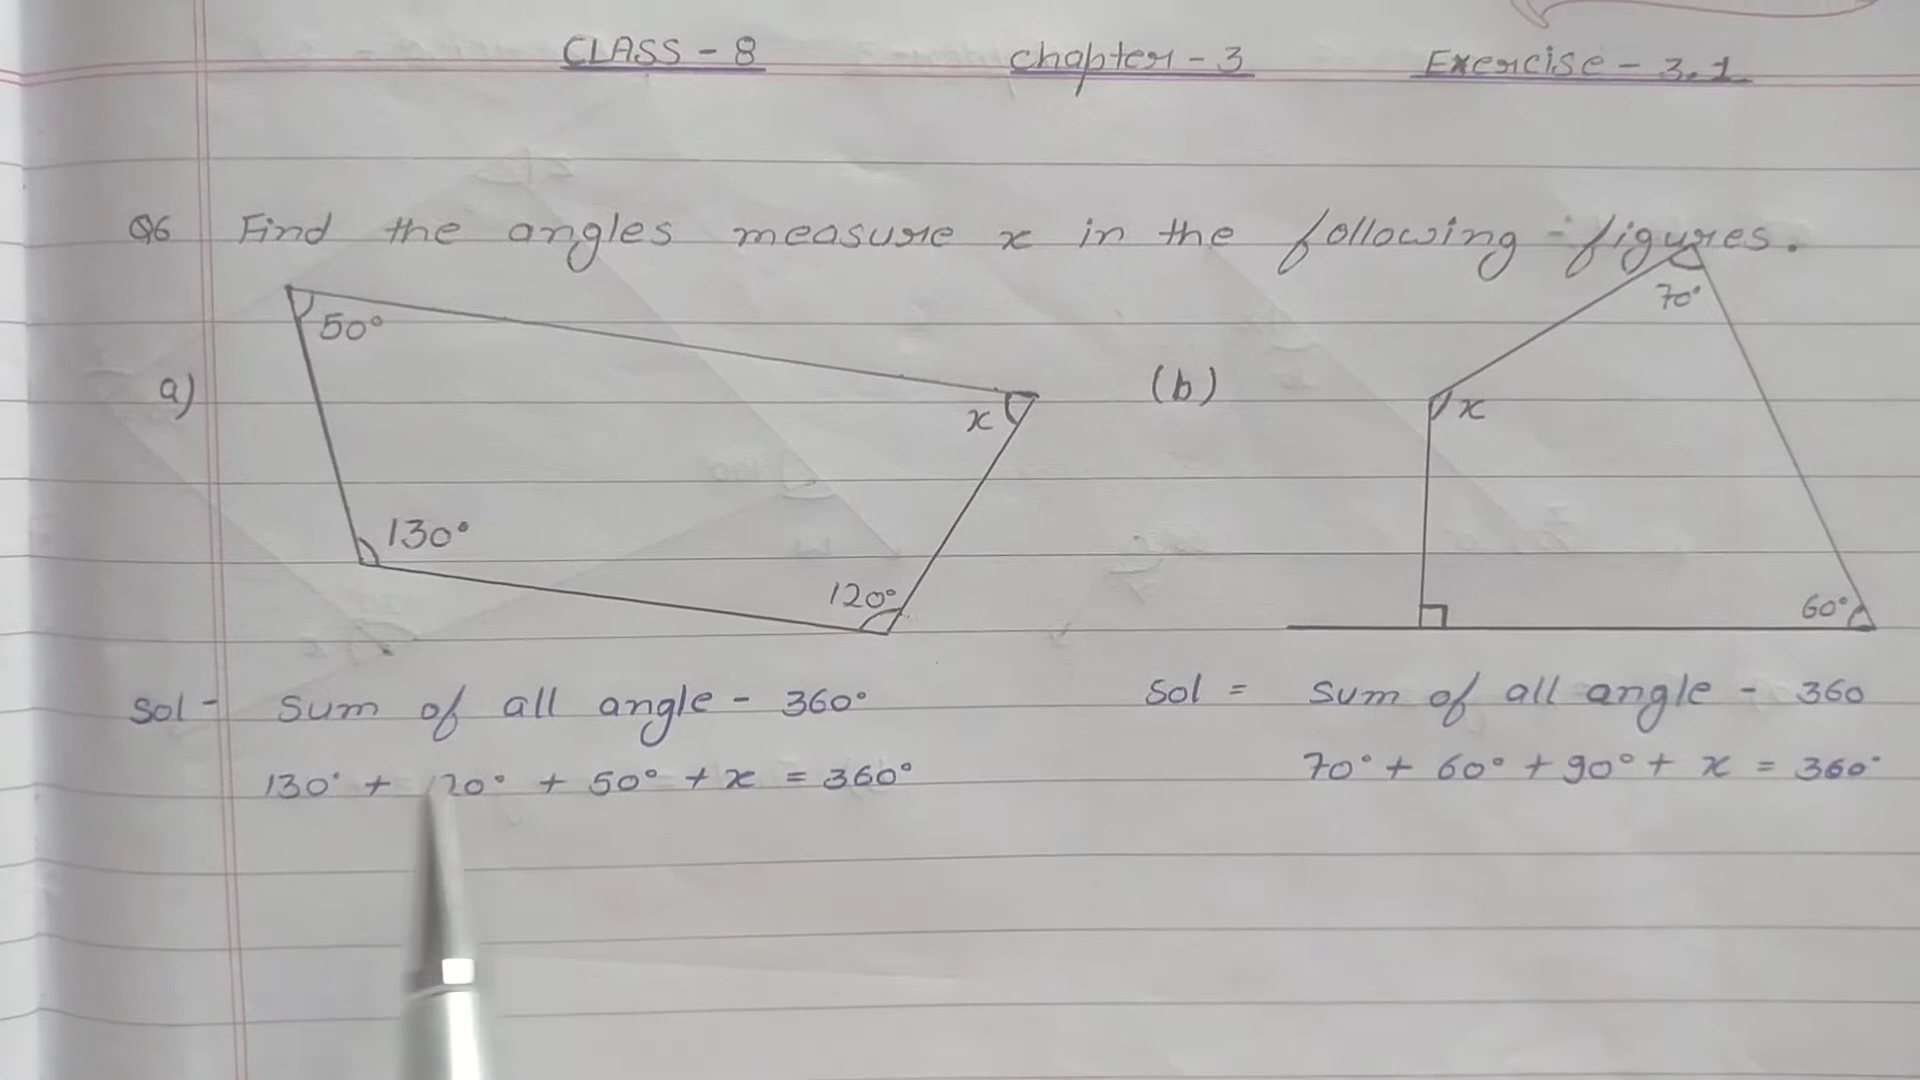 CLASS - 8 Chapter - 3 Exercise - 3.1
Q6 Find the angles measure x in the following - figures.
a)
50°
x
130°
120°
(b)
70°
x
60°
Sol - Sum of all angle - 360°
130° + 120° + 50° + x = 360°
Sol = Sum of all angle - 360
70° + 60° + 90° + x = 360°